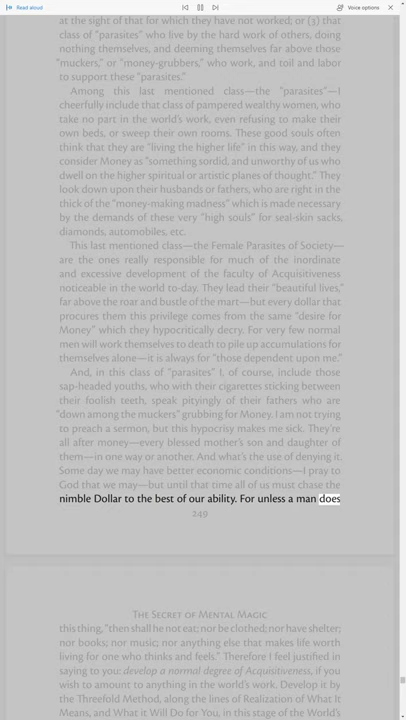 Read aloud
Voice options
at the sight of that for which they have not worked; or (3) that
class of "parasites" who live by the hard work of others, doing
nothing themselves, and deeming themselves far above those
"muckers," or "money-grubbers," who work, and toil and labor
to support these "parasites."
Among this last mentioned class—the "parasites"—I
cheerfully include that class of pampered wealthy women, who
take no part in the world's work, even refusing to make their
own beds, or sweep their own rooms. These good souls often
think that they are "living the higher life" in this way, and they
consider Money as "something sordid, and unworthy of us who
dwell on the higher spiritual or artistic planes of thought." They
look down upon their husbands or fathers, who are right in the
thick of the "money-making madness" which is made necessary
by the demands of these very "high souls" for seal-skin sacks,
diamonds, automobiles, etc.
This last mentioned class—the Female Parasites of Society—
are the ones really responsible for much of the inordinate
and excessive development of the faculty of Acquisitiveness
noticeable in the world to-day. They lead their "beautiful lives,"
far above the roar and bustle of the mart—but every dollar that
procures them this privilege comes from the same "desire for
Money" which they hypocritically decry. For very few normal
men will work themselves to death to pile up accumulations for
themselves alone—it is always for "those dependent upon me."
And, in this class of "parasites" I, of course, include those
sap-headed youths, who with their cigarettes sticking between
their foolish teeth, speak pityingly of their fathers who are
"down among the muckers" grubbing for Money. I am not trying
to preach a sermon, but this hypocrisy makes me sick. They're
all after money—every blessed mother's son and daughter of
them—in one way or another. And what's the use of denying it.
Some day we may have better economic conditions—I pray to
God that we may—but until that time all of us must chase the
nimble Dollar to the best of our ability. For unless a man does
249
The Secret of Mental Magic
this thing, "then shall he not eat; nor be clothed; nor have shelter;
nor books; nor music; nor anything else that makes life worth
living for one who thinks and feels." Therefore I feel justified in
saying to you: develop a normal degree of Acquisitiveness, if you
wish to amount to anything in the world's work. Develop it by
the Threefold Method, along the lines of Realization of What It
Means, and What it Will Do for You, in this stage of the World's